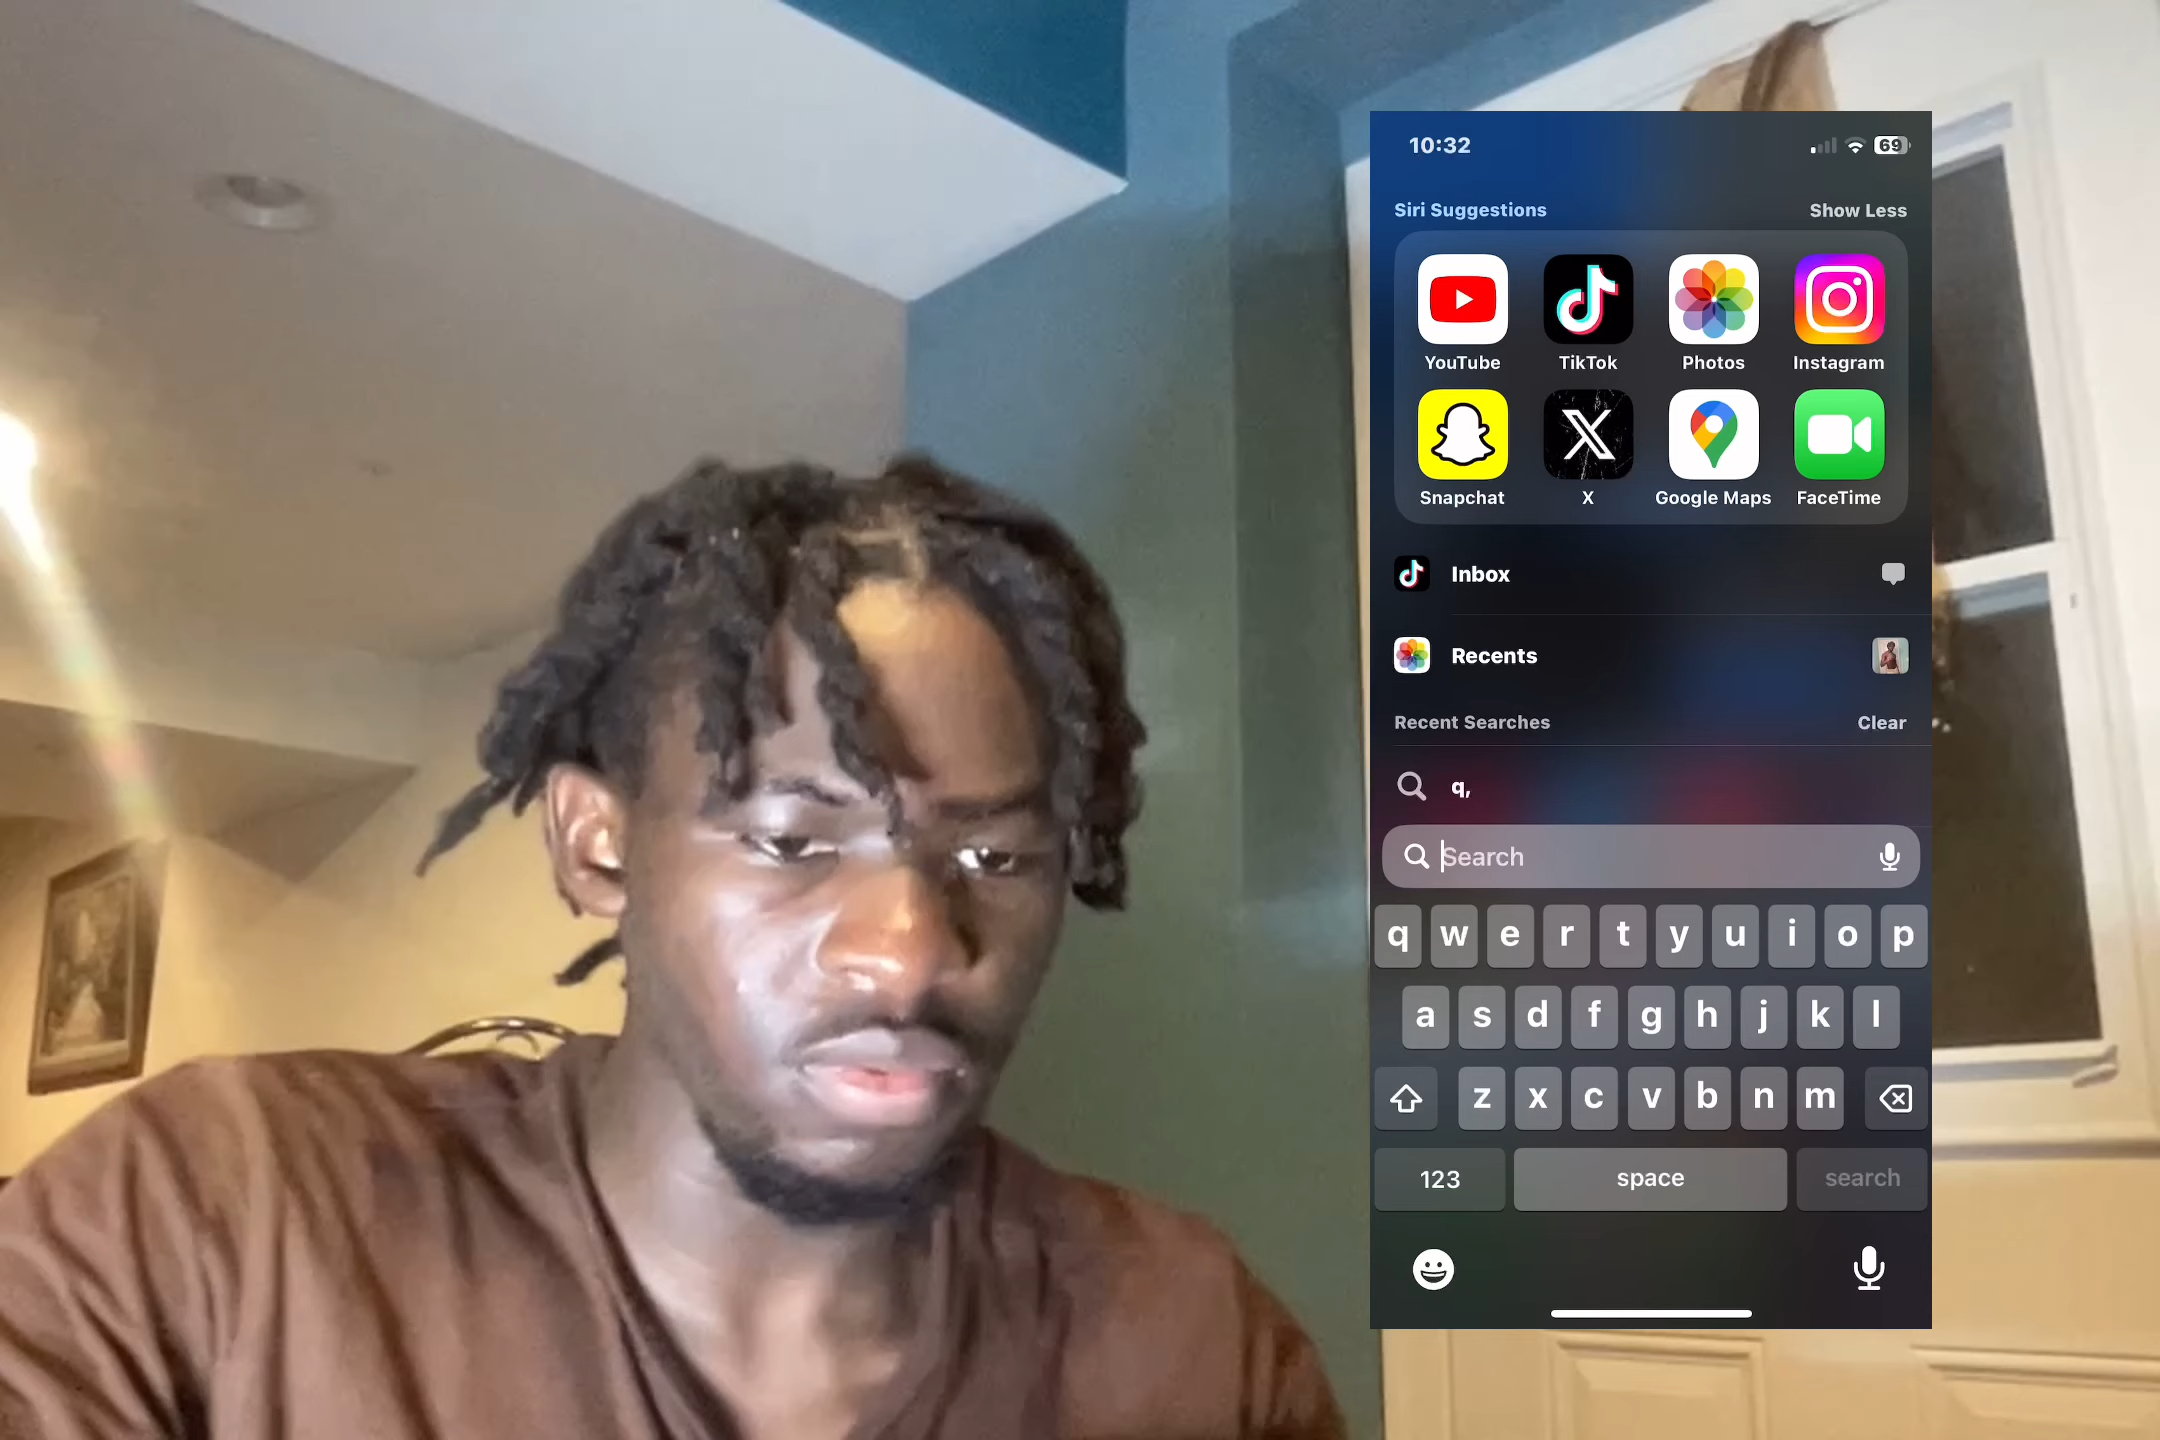 10:32
69
Siri Suggestions Show Less
YouTube TikTok Photos Instagram
Snapchat X Google Maps FaceTime
Inbox
Recents
Recent Searches Clear
q,
Search
q w e r t y u i o p
a s d f g h j k l
z x c v b n m
123 space search